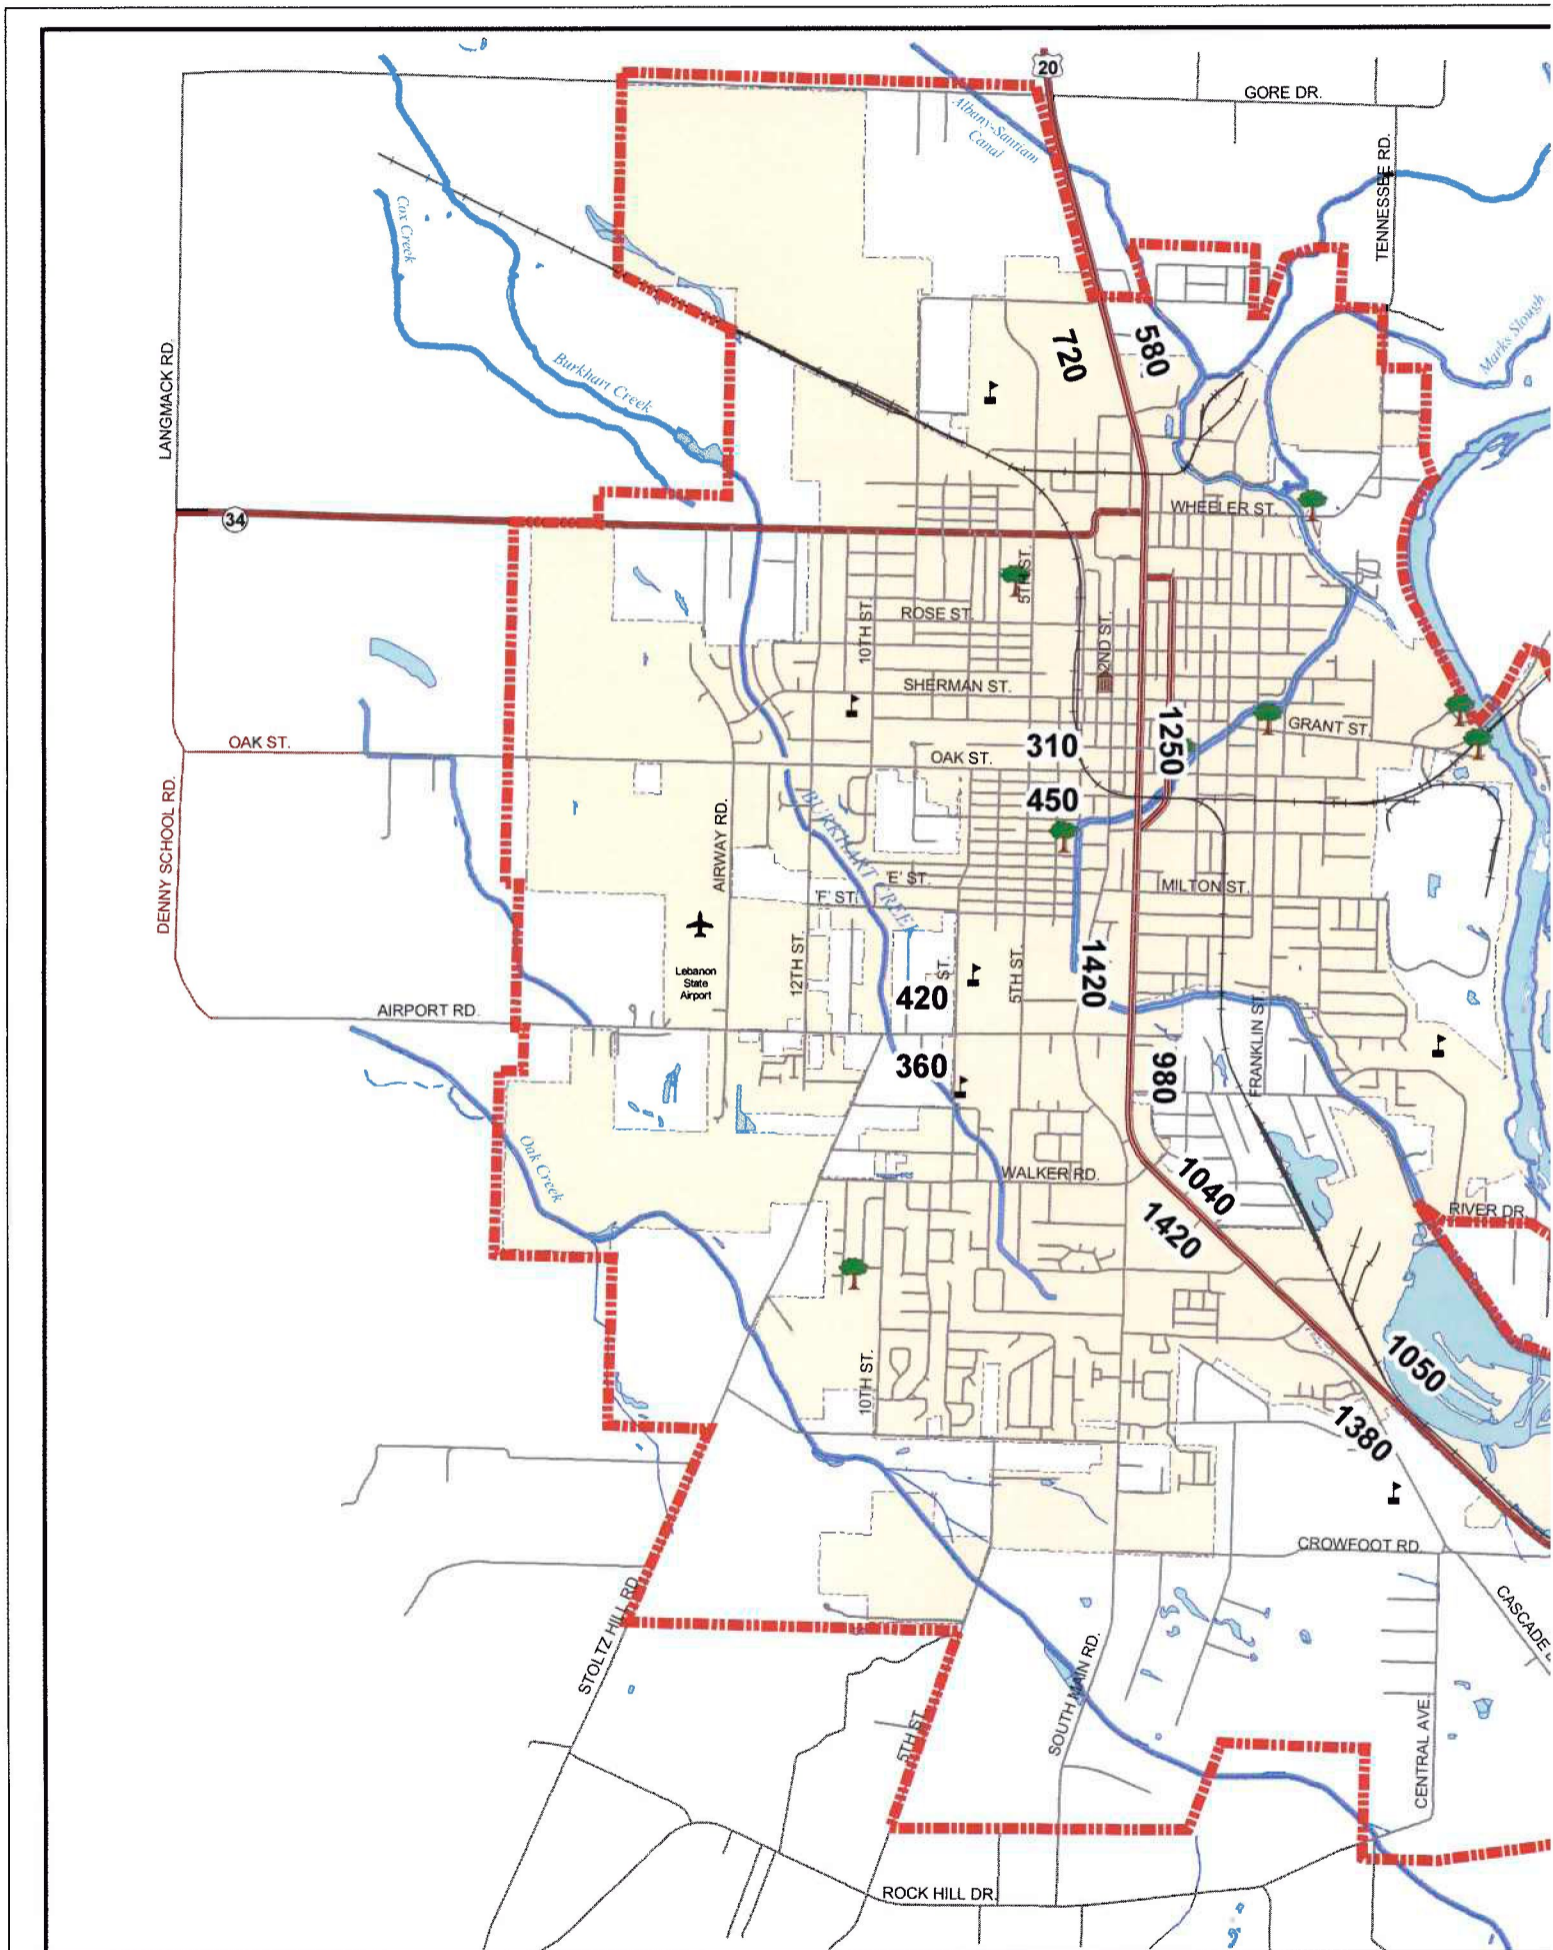 20
GORE DR.
Albany-Santiam
Canal
TENNESSEE RD.
Cox Creek
Marks Slough
LANGMACK RD.
720
580
Burkhart Creek
34
WHEELER ST.
5TH ST.
10TH ST.
ROSE ST.
2ND ST.
SHERMAN ST.
1250
GRANT ST.
OAK ST.
310
OAK ST.
450
DENNY SCHOOL RD.
AIRWAY RD.
BURKHART CREEK
'E' ST.
'F' ST.
MILTON ST.
Lebanon
State
Airport
12TH ST.
ST.
5TH ST.
1420
420
AIRPORT RD.
FRANKLIN ST.
360
980
Oak Creek
WALKER RD.
1040
1420
RIVER DR.
10TH ST.
1050
1380
CROWFOOT RD.
STOLTZ HILL RD.
CASCADE
SOUTH MAIN RD.
5TH ST.
CENTRAL AVE.
ROCK HILL DR.